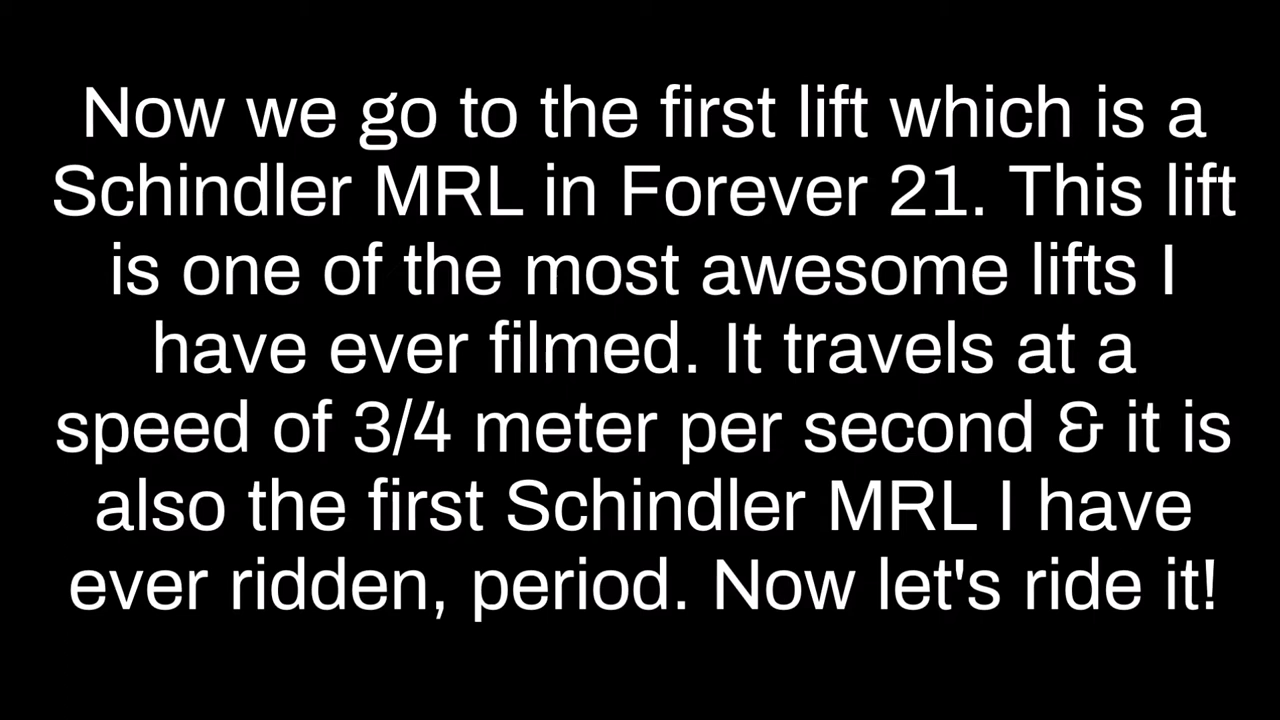 Now we go to the first lift which is a
Schindler MRL in Forever 21. This lift
is one of the most awesome lifts I
have ever filmed. It travels at a
speed of 3/4 meter per second & it is
also the first Schindler MRL I have
ever ridden, period. Now let's ride it!